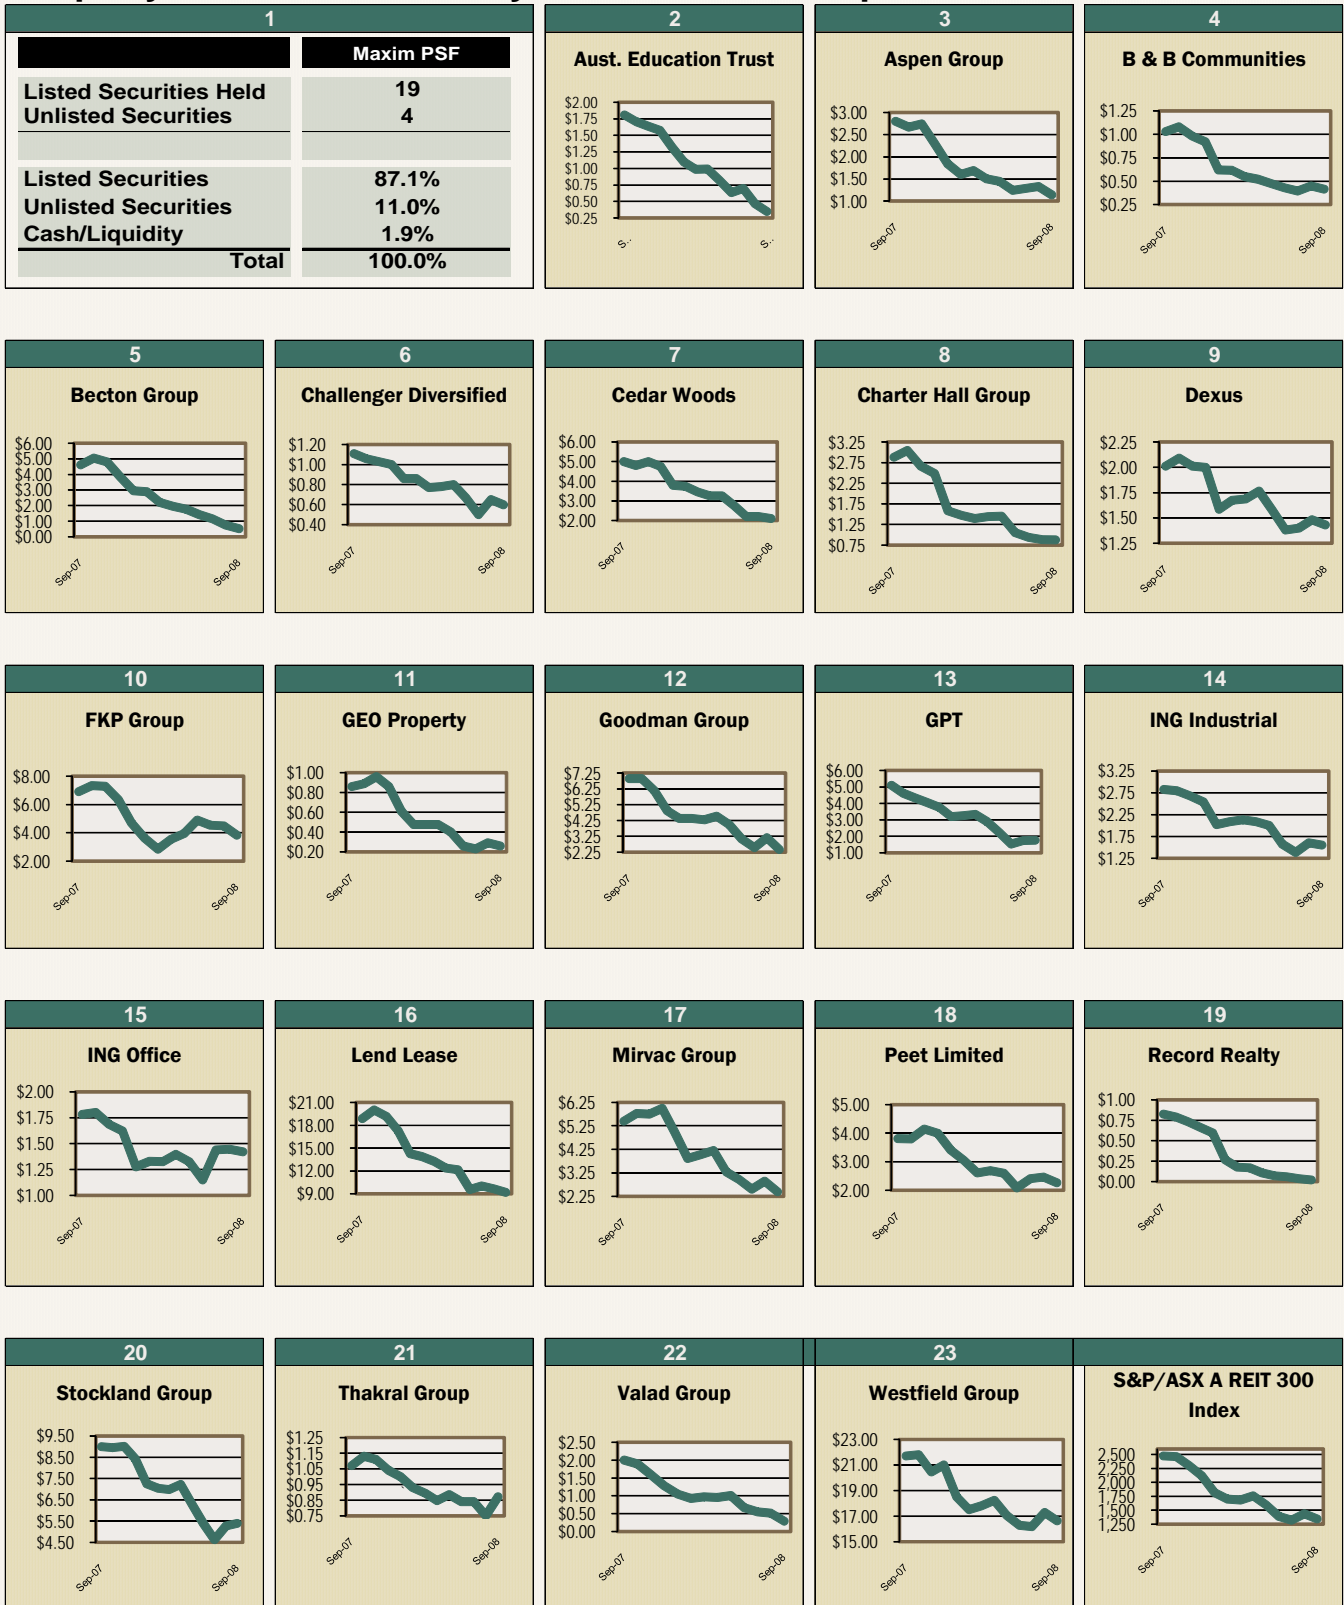 1
Maxim PSF
Listed Securities Held 19
Unlisted Securities 4
Listed Securities 87.1%
Unlisted Securities 11.0%
Cash/Liquidity 1.9%
Total 100.0%
2
Aust. Education Trust
$2.00
$1.75
$1.50
$1.25
$1.00
$0.75
$0.50
$0.25
S..
S..
3
Aspen Group
$3.00
$2.50
$2.00
$1.50
$1.00
Sep-07
Sep-08
4
B & B Communities
$1.25
$1.00
$0.75
$0.50
$0.25
Sep-07
Sep-08
5
Becton Group
$6.00
$5.00
$4.00
$3.00
$2.00
$1.00
$0.00
Sep-07
Sep-08
6
Challenger Diversified
$1.20
$1.00
$0.80
$0.60
$0.40
Sep-07
Sep-08
7
Cedar Woods
$6.00
$5.00
$4.00
$3.00
$2.00
Sep-07
Sep-08
8
Charter Hall Group
$3.25
$2.75
$2.25
$1.75
$1.25
$0.75
Sep-07
Sep-08
9
Dexus
$2.25
$2.00
$1.75
$1.50
$1.25
Sep-07
Sep-08
10
FKP Group
$8.00
$6.00
$4.00
$2.00
Sep-07
Sep-08
11
GEO Property
$1.00
$0.80
$0.60
$0.40
$0.20
Sep-07
Sep-08
12
Goodman Group
$7.25
$6.25
$5.25
$4.25
$3.25
$2.25
Sep-07
Sep-08
13
GPT
$6.00
$5.00
$4.00
$3.00
$2.00
$1.00
Sep-07
Sep-08
14
ING Industrial
$3.25
$2.75
$2.25
$1.75
$1.25
Sep-07
Sep-08
15
ING Office
$2.00
$1.75
$1.50
$1.25
$1.00
Sep-07
Sep-08
16
Lend Lease
$21.00
$18.00
$15.00
$12.00
$9.00
Sep-07
Sep-08
17
Mirvac Group
$6.25
$5.25
$4.25
$3.25
$2.25
Sep-07
Sep-08
18
Peet Limited
$5.00
$4.00
$3.00
$2.00
Sep-07
Sep-08
19
Record Realty
$1.00
$0.75
$0.50
$0.25
$0.00
Sep-07
Sep-08
20
Stockland Group
$9.50
$8.50
$7.50
$6.50
$5.50
$4.50
Sep-07
Sep-08
21
Thakral Group
$1.25
$1.15
$1.05
$0.95
$0.85
$0.75
Sep-07
Sep-08
22
Valad Group
$2.50
$2.00
$1.50
$1.00
$0.50
$0.00
Sep-07
Sep-08
23
Westfield Group
$23.00
$21.00
$19.00
$17.00
$15.00
Sep-07
Sep-08
S&P/ASX A REIT 300
Index
2,500
2,250
2,000
1,750
1,500
1,250
Sep-07
Sep-08